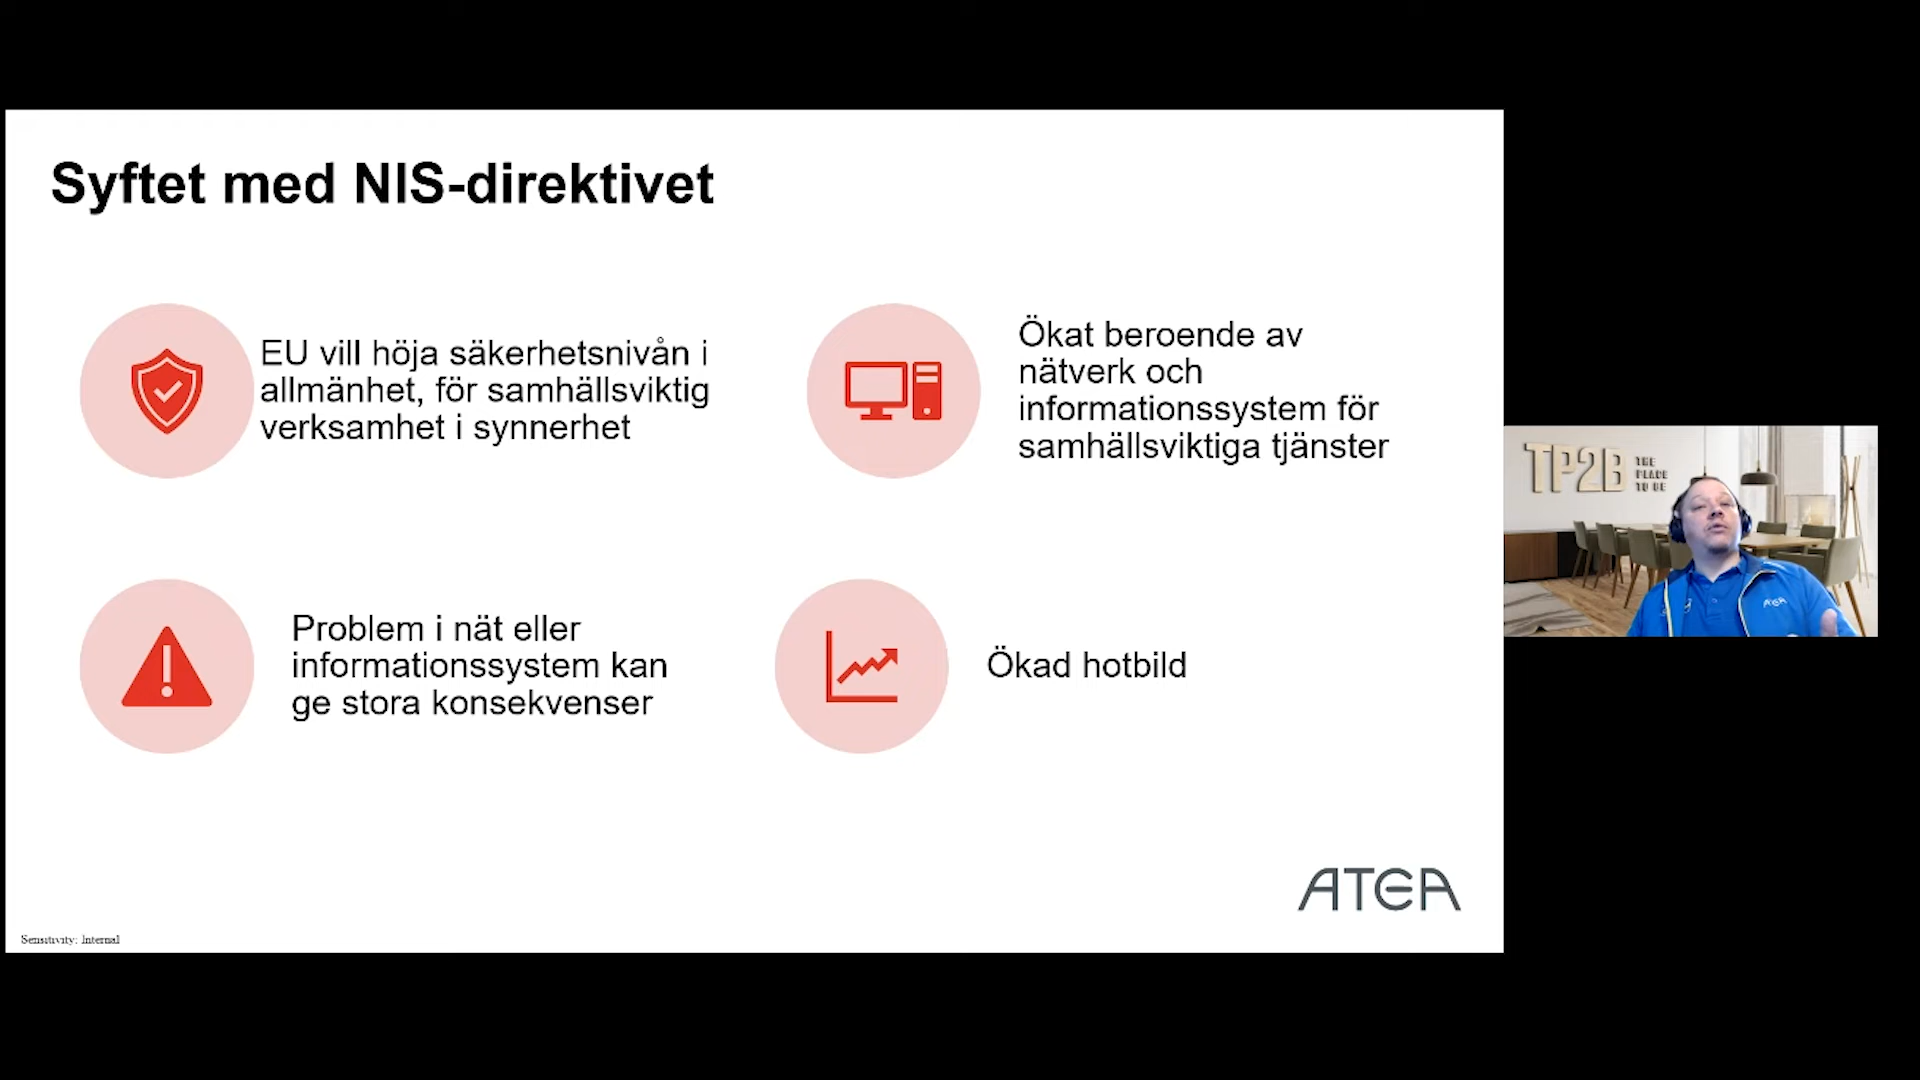 Syftet med NIS-direktivet
EU vill höja säkerhetsnivån i
allmänhet, för samhällsviktig
verksamhet i synnerhet
Ökat beroende av
nätverk och
informationssystem för
samhällsviktiga tjänster
Problem i nät eller
informationssystem kan
ge stora konsekvenser
Ökad hotbild
ATEA
Sensitivity: Internal
TP2B
THE
PLACE
TO BE
ATEA